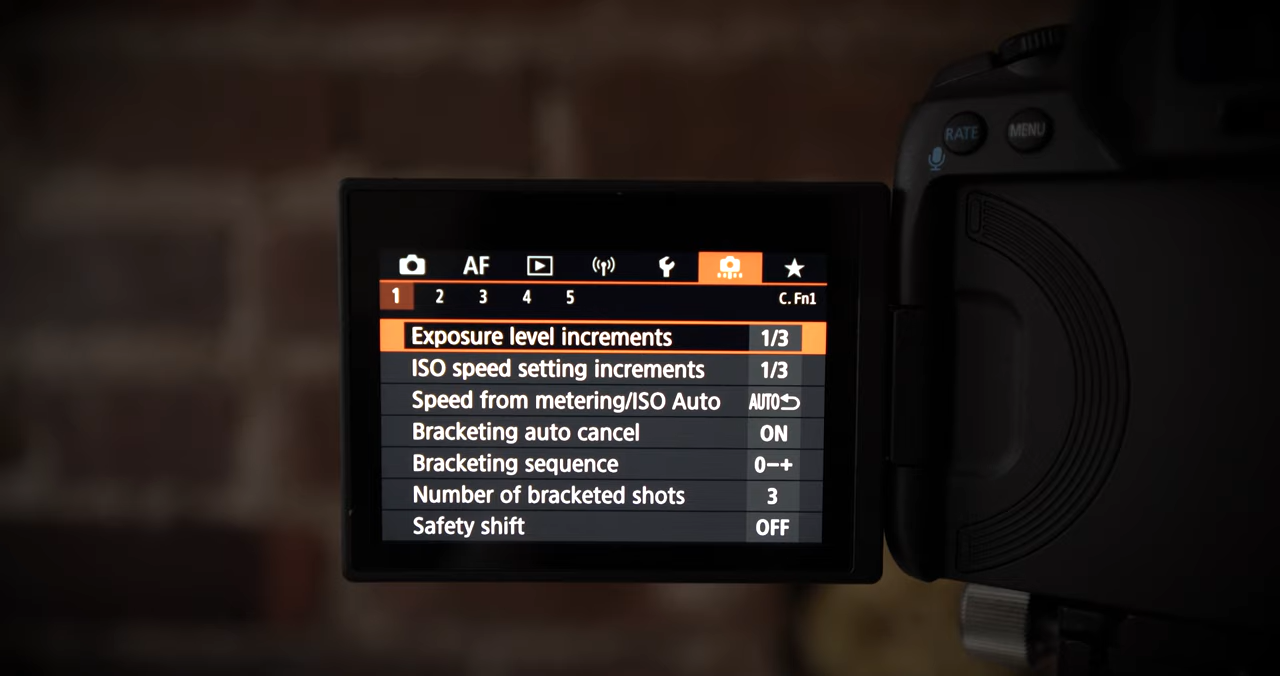 RATE MENU
AF
1 2 3 4 5 C.Fn1
Exposure level increments 1/3
ISO speed setting increments 1/3
Speed from metering/ISO Auto AUTO
Bracketing auto cancel ON
Bracketing sequence 0−+
Number of bracketed shots 3
Safety shift OFF